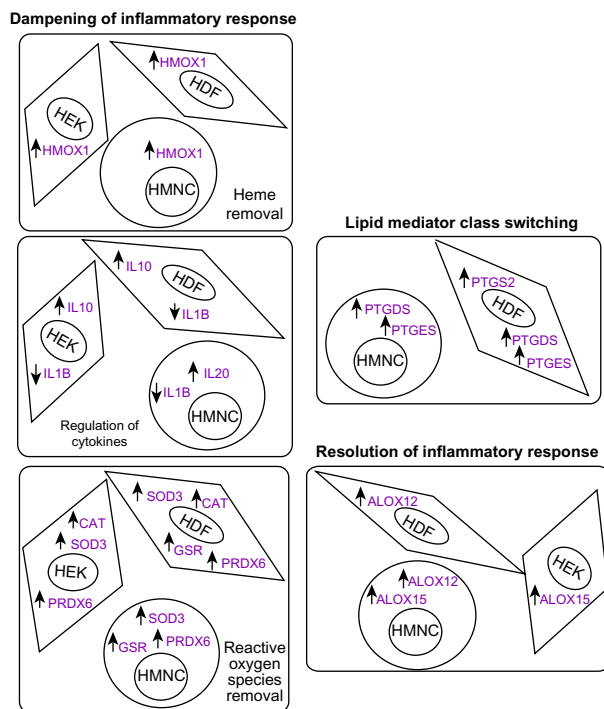 Dampening of inflammatory response
HMOX1
HDF
HEK
HMOX1
HMOX1
HMNC
Heme
removal
IL10
HDF
IL1B
IL10
HEK
IL1B
IL20
IL1B
HMNC
Regulation of
cytokines
SOD3
CAT
HDF
GSR
PRDX6
CAT
SOD3
HEK
PRDX6
SOD3
PRDX6
GSR
HMNC
Reactive
oxygen
species
removal
Lipid mediator class switching
PTGS2
HDF
PTGDS
PTGES
PTGDS
PTGES
HMNC
Resolution of inflammatory response
ALOX12
HDF
HEK
ALOX15
ALOX12
ALOX15
HMNC